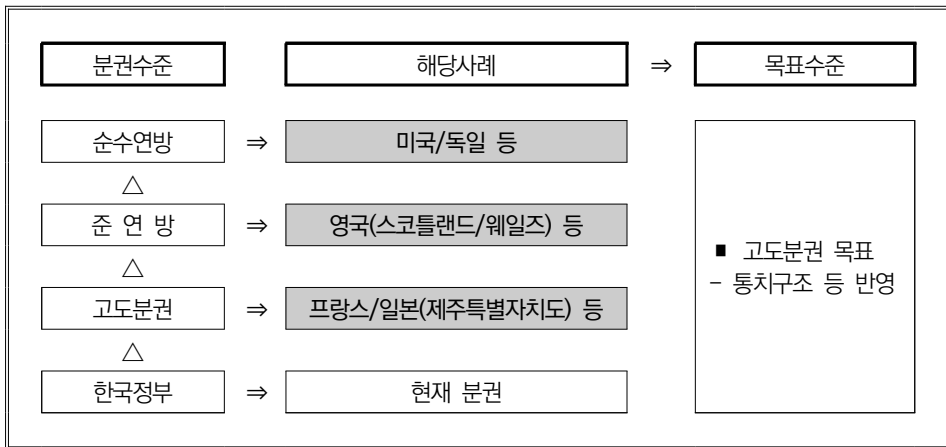 분권수준 해당사례 ⇒ 목표수준
순수연방 ⇒ 미국/독일 등
△
준 연 방 ⇒ 영국(스코틀랜드/웨일즈) 등
△
고도분권 ⇒ 프랑스/일본(제주특별자치도) 등
△
한국정부 ⇒ 현재 분권
■ 고도분권 목표
- 통치구조 등 반영